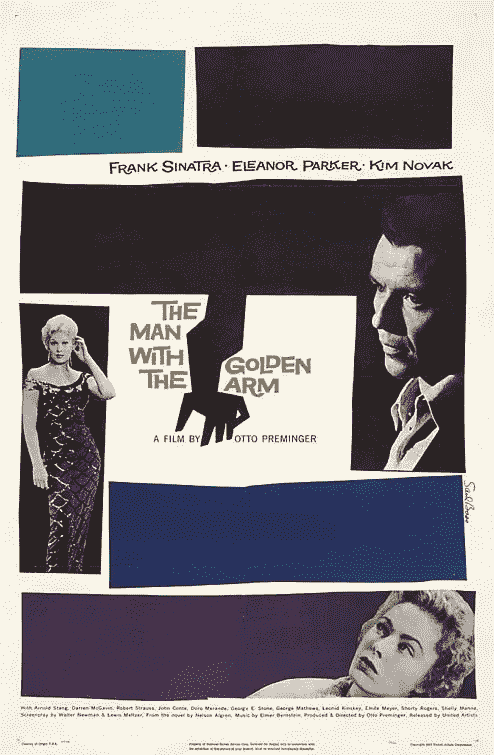 FRANK SINATRA · ELEANOR PARKER · KIM NOVAK
THE
MAN
WITH
THE
GOLDEN
ARM
A FILM BY OTTO PREMINGER
Saul Bass
With Arnold Stang, Darren McGavin, Robert Strauss, John Conte, Doro Merande, George E. Stone, George Mathews, Leonid Kinskey, Emile Meyer, Shorty Rogers, Shelly Manne,
Screenplay by Walter Newman & Lewis Meltzer, From the novel by Nelson Algren, Music by Elmer Bernstein, Produced & Directed by Otto Preminger, Released by United Artists